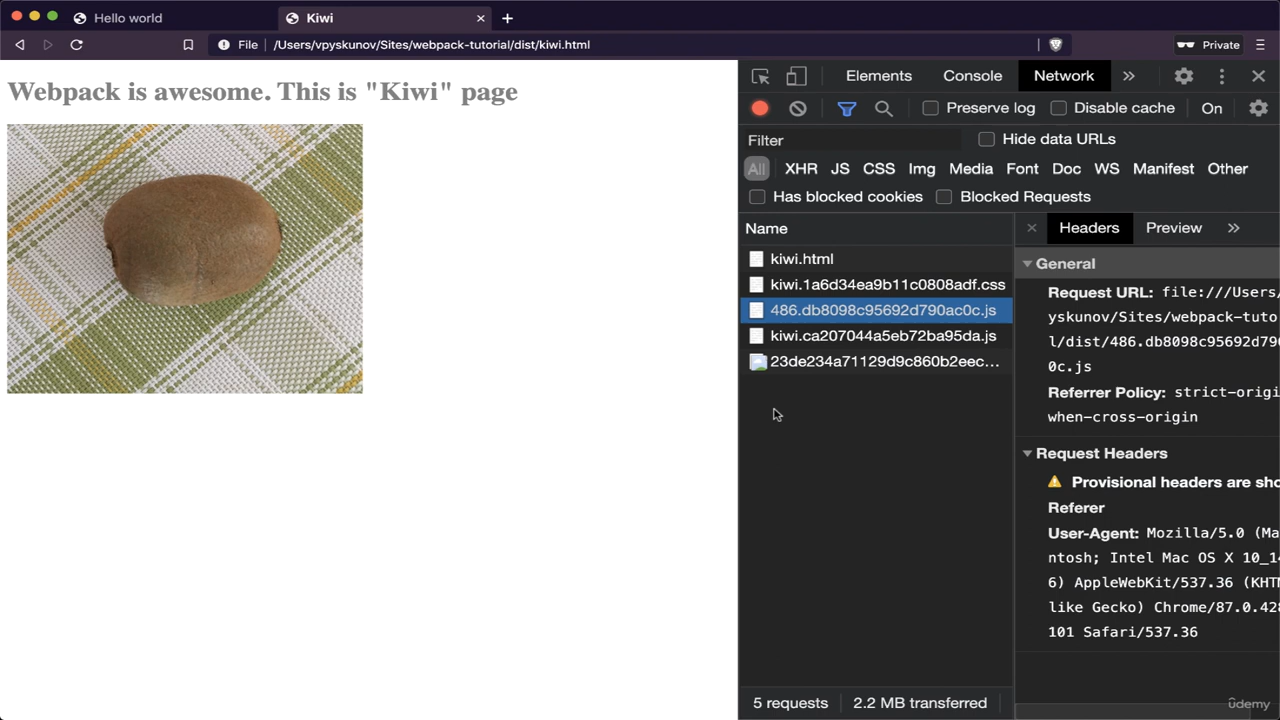 Hello world
Kiwi
File /Users/vpyskunov/Sites/webpack-tutorial/dist/kiwi.html
Private
Webpack is awesome. This is "Kiwi" page
Elements Console Network
Preserve log Disable cache On
Filter Hide data URLs
All XHR JS CSS Img Media Font Doc WS Manifest Other
Has blocked cookies Blocked Requests
Name
kiwi.html
kiwi.1a6d34ea9b11c0808adf.css
486.db8098c95692d790ac0c.js
kiwi.ca207044a5eb72ba95da.js
23de234a71129d9c860b2eec...
Headers Preview
General
Request URL: file:///Users/
yskunov/Sites/webpack-tuto
l/dist/486.db8098c95692d790
0c.js
Referrer Policy: strict-origi
when-cross-origin
Request Headers
Provisional headers are sho
Referer
User-Agent: Mozilla/5.0 (Ma
ntosh; Intel Mac OS X 10_14
6) AppleWebKit/537.36 (KHTM
like Gecko) Chrome/87.0.428
101 Safari/537.36
5 requests 2.2 MB transferred
ûdemy